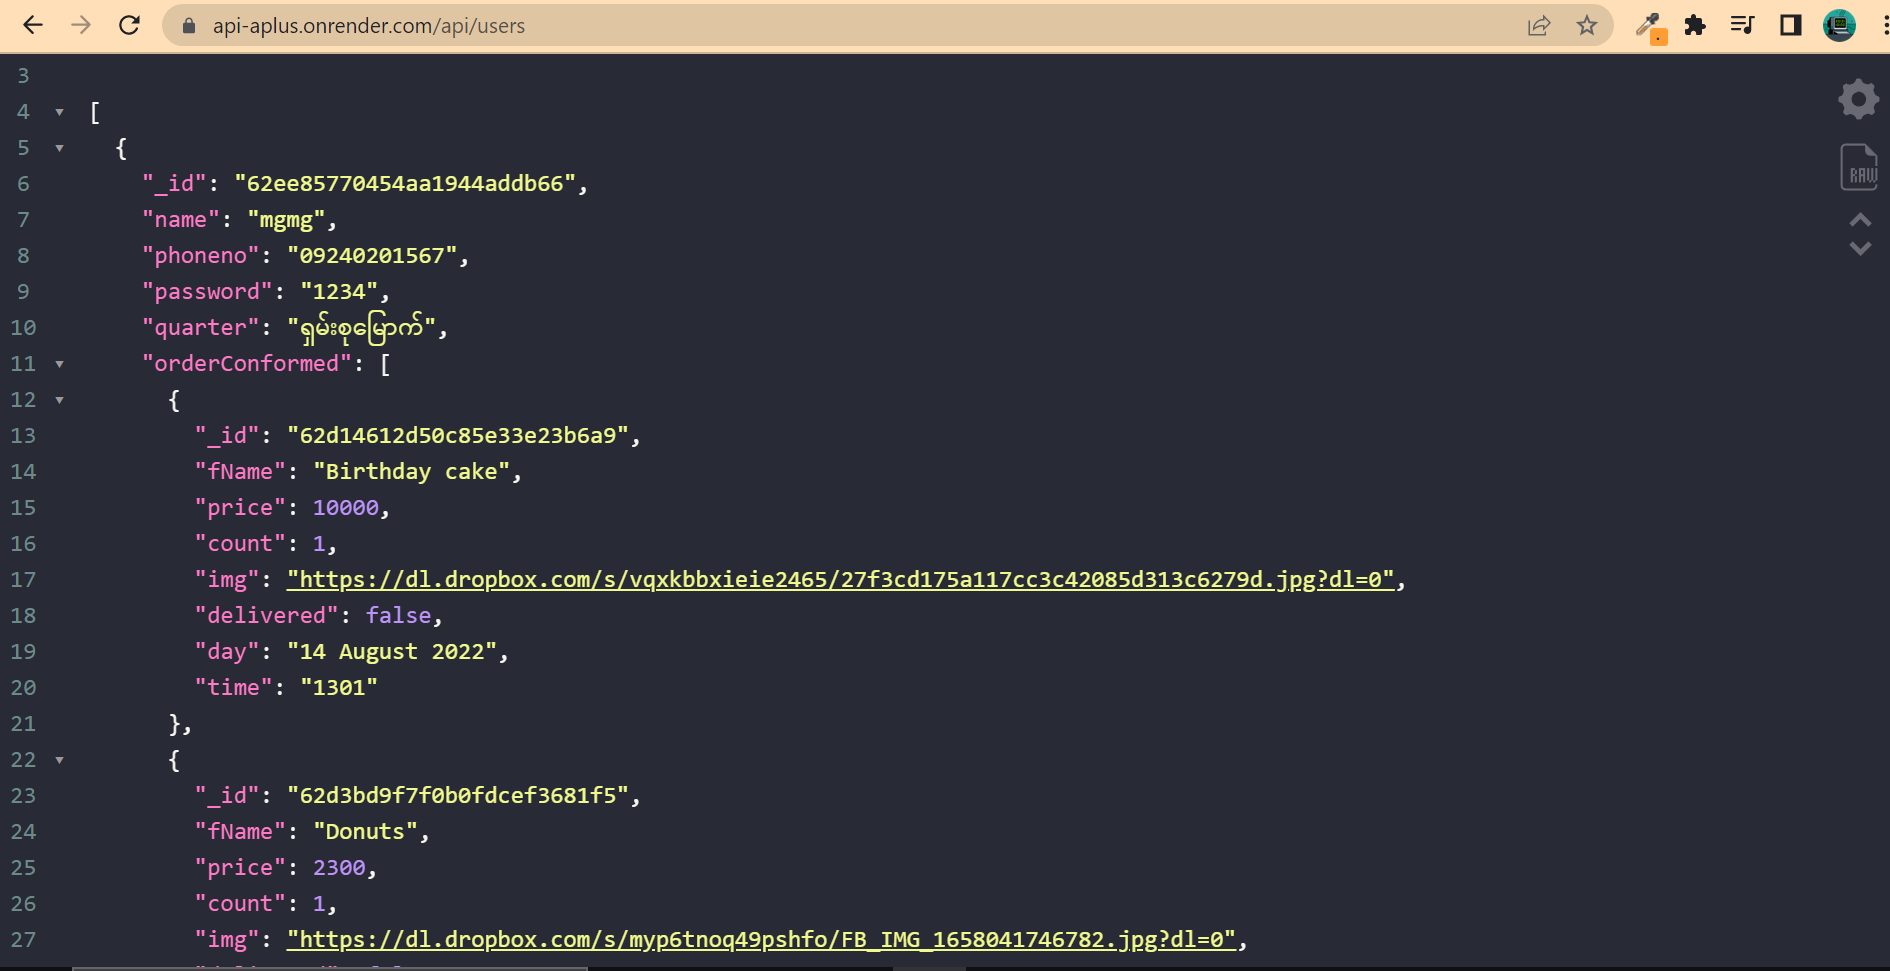 api-aplus.onrender.com/api/users
3
4 [
5 {
6 "_id": "62ee85770454aa1944addb66",
7 "name": "mgmg",
8 "phoneno": "09240201567",
9 "password": "1234",
10 "quarter": "ရှမ်းစုမြောက်",
11 "orderConformed": [
12 {
13 "_id": "62d14612d50c85e33e23b6a9",
14 "fName": "Birthday cake",
15 "price": 10000,
16 "count": 1,
17 "img": "https://dl.dropbox.com/s/vqxkbbxieie2465/27f3cd175a117cc3c42085d313c6279d.jpg?dl=0",
18 "delivered": false,
19 "day": "14 August 2022",
20 "time": "1301"
21 },
22 {
23 "_id": "62d3bd9f7f0b0fdcef3681f5",
24 "fName": "Donuts",
25 "price": 2300,
26 "count": 1,
27 "img": "https://dl.dropbox.com/s/myp6tnoq49pshfo/FB_IMG_1658041746782.jpg?dl=0",
RAW